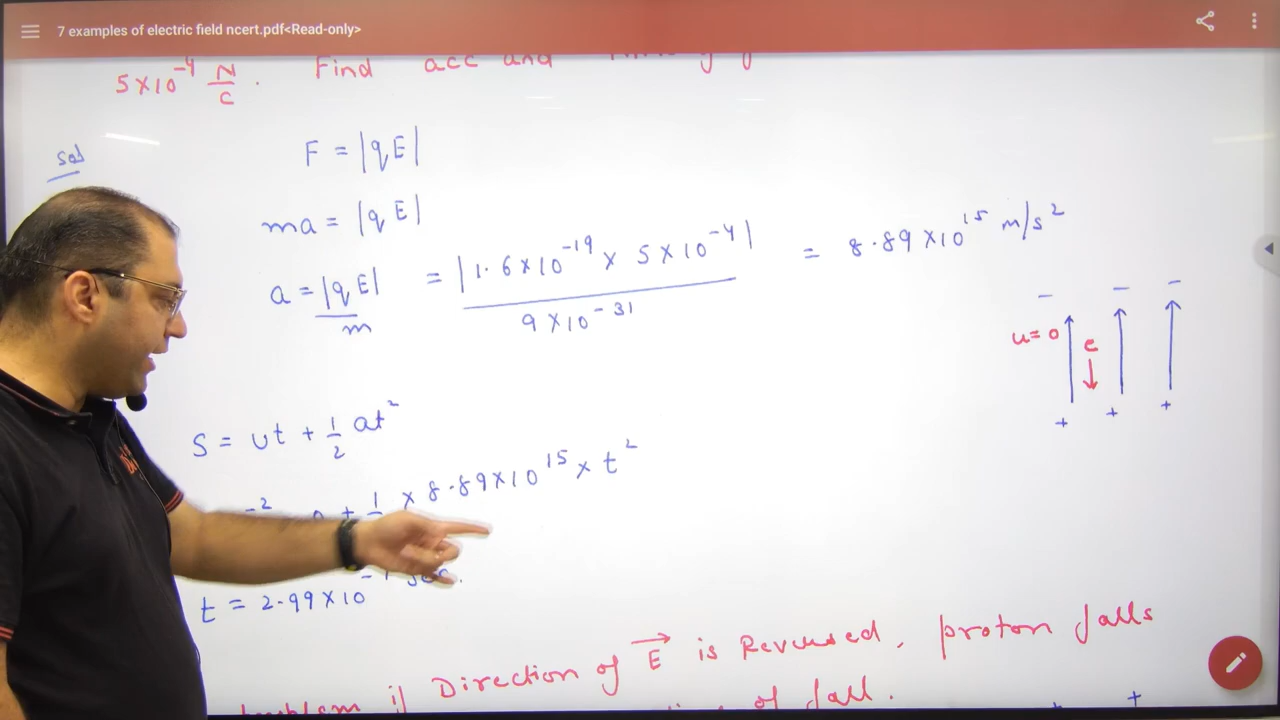 7 examples of electric field ncert.pdf<Read-only>
5×10⁻⁴ N/C. Find acc and
Sol
F = |qE|
ma = |qE|
a = |qE|/m = |1.6×10⁻¹⁹ × 5×10⁻⁴|/9×10⁻³¹ = 8.89×10¹⁵ m/s²
− − −
u=0 e
+ + +
S = ut + 1/2 at²
× 8.89×10¹⁵ × t²
t = 2.99×10
Direction of E⃗ is Reversed, proton falls
if of fall.
+